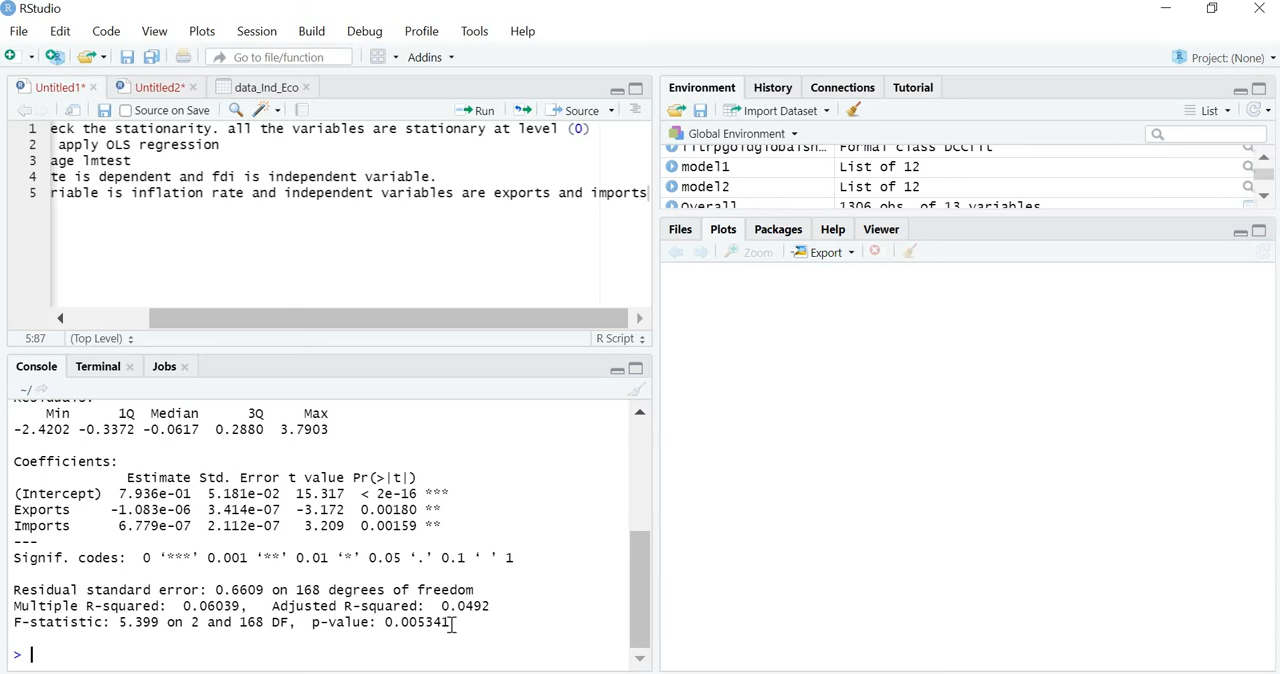 RStudio
File Edit Code View Plots Session Build Debug Profile Tools Help
Go to file/function Addins Project: (None)
Untitled1* Untitled2* data_Ind_Eco
Source on Save Run Source
1 eck the stationarity. all the variables are stationary at level (0)
2 apply OLS regression
3 age lmtest
4 te is dependent and fdi is independent variable.
5 riable is inflation rate and independent variables are exports and imports
5:87 (Top Level) R Script
Console Terminal Jobs
~/
Residuals:
Min 1Q Median 3Q Max
-2.4202 -0.3372 -0.0617 0.2880 3.7903
Coefficients:
Estimate Std. Error t value Pr(>|t|)
(Intercept) 7.936e-01 5.181e-02 15.317 < 2e-16 ***
Exports -1.083e-06 3.414e-07 -3.172 0.00180 **
Imports 6.779e-07 2.112e-07 3.209 0.00159 **
---
Signif. codes: 0 ‘***’ 0.001 ‘**’ 0.01 ‘*’ 0.05 ‘.’ 0.1 ‘ ’ 1
Residual standard error: 0.6609 on 168 degrees of freedom
Multiple R-squared: 0.06039, Adjusted R-squared: 0.0492
F-statistic: 5.399 on 2 and 168 DF, p-value: 0.005341
>
Environment History Connections Tutorial
Import Dataset List
Global Environment
Formal class DCCfit
model1 List of 12
model2 List of 12
Overall 1306 obs. of 13 variables
Files Plots Packages Help Viewer
Zoom Export